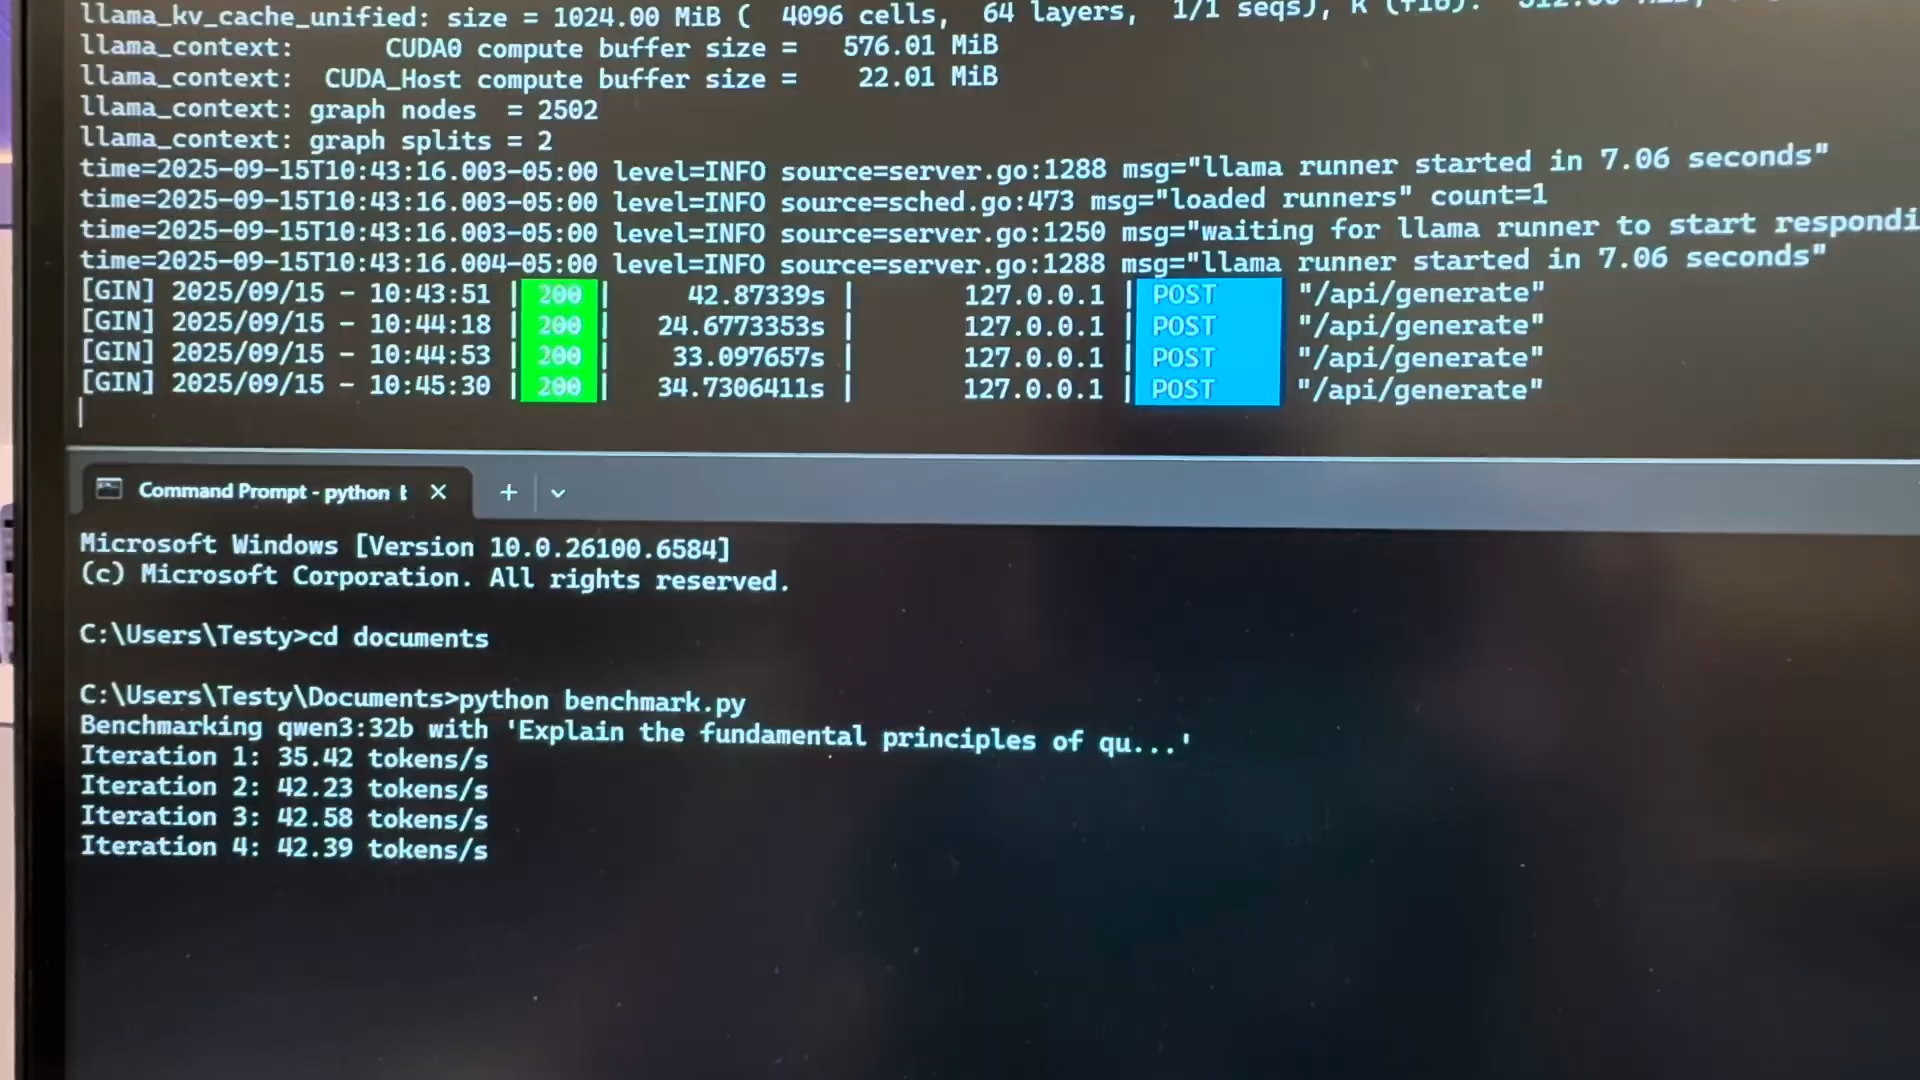 llama_kv_cache_unified: size = 1024.00 MiB ( 4096 cells, 64 layers, 1/1 seqs), K (f16):
llama_context: CUDA0 compute buffer size = 576.01 MiB
llama_context: CUDA_Host compute buffer size = 22.01 MiB
llama_context: graph nodes = 2502
llama_context: graph splits = 2
time=2025-09-15T10:43:16.003-05:00 level=INFO source=server.go:1288 msg="llama runner started in 7.06 seconds"
time=2025-09-15T10:43:16.003-05:00 level=INFO source=sched.go:473 msg="loaded runners" count=1
time=2025-09-15T10:43:16.003-05:00 level=INFO source=server.go:1250 msg="waiting for llama runner to start respondi
time=2025-09-15T10:43:16.004-05:00 level=INFO source=server.go:1288 msg="llama runner started in 7.06 seconds"
[GIN] 2025/09/15 - 10:43:51 | 200 | 42.87339s | 127.0.0.1 | POST "/api/generate"
[GIN] 2025/09/15 - 10:44:18 | 200 | 24.6773353s | 127.0.0.1 | POST "/api/generate"
[GIN] 2025/09/15 - 10:44:53 | 200 | 33.097657s | 127.0.0.1 | POST "/api/generate"
[GIN] 2025/09/15 - 10:45:30 | 200 | 34.7306411s | 127.0.0.1 | POST "/api/generate"
Command Prompt - python
Microsoft Windows [Version 10.0.26100.6584]
(c) Microsoft Corporation. All rights reserved.
C:\Users\Testy>cd documents
C:\Users\Testy\Documents>python benchmark.py
Benchmarking qwen3:32b with 'Explain the fundamental principles of qu...'
Iteration 1: 35.42 tokens/s
Iteration 2: 42.23 tokens/s
Iteration 3: 42.58 tokens/s
Iteration 4: 42.39 tokens/s